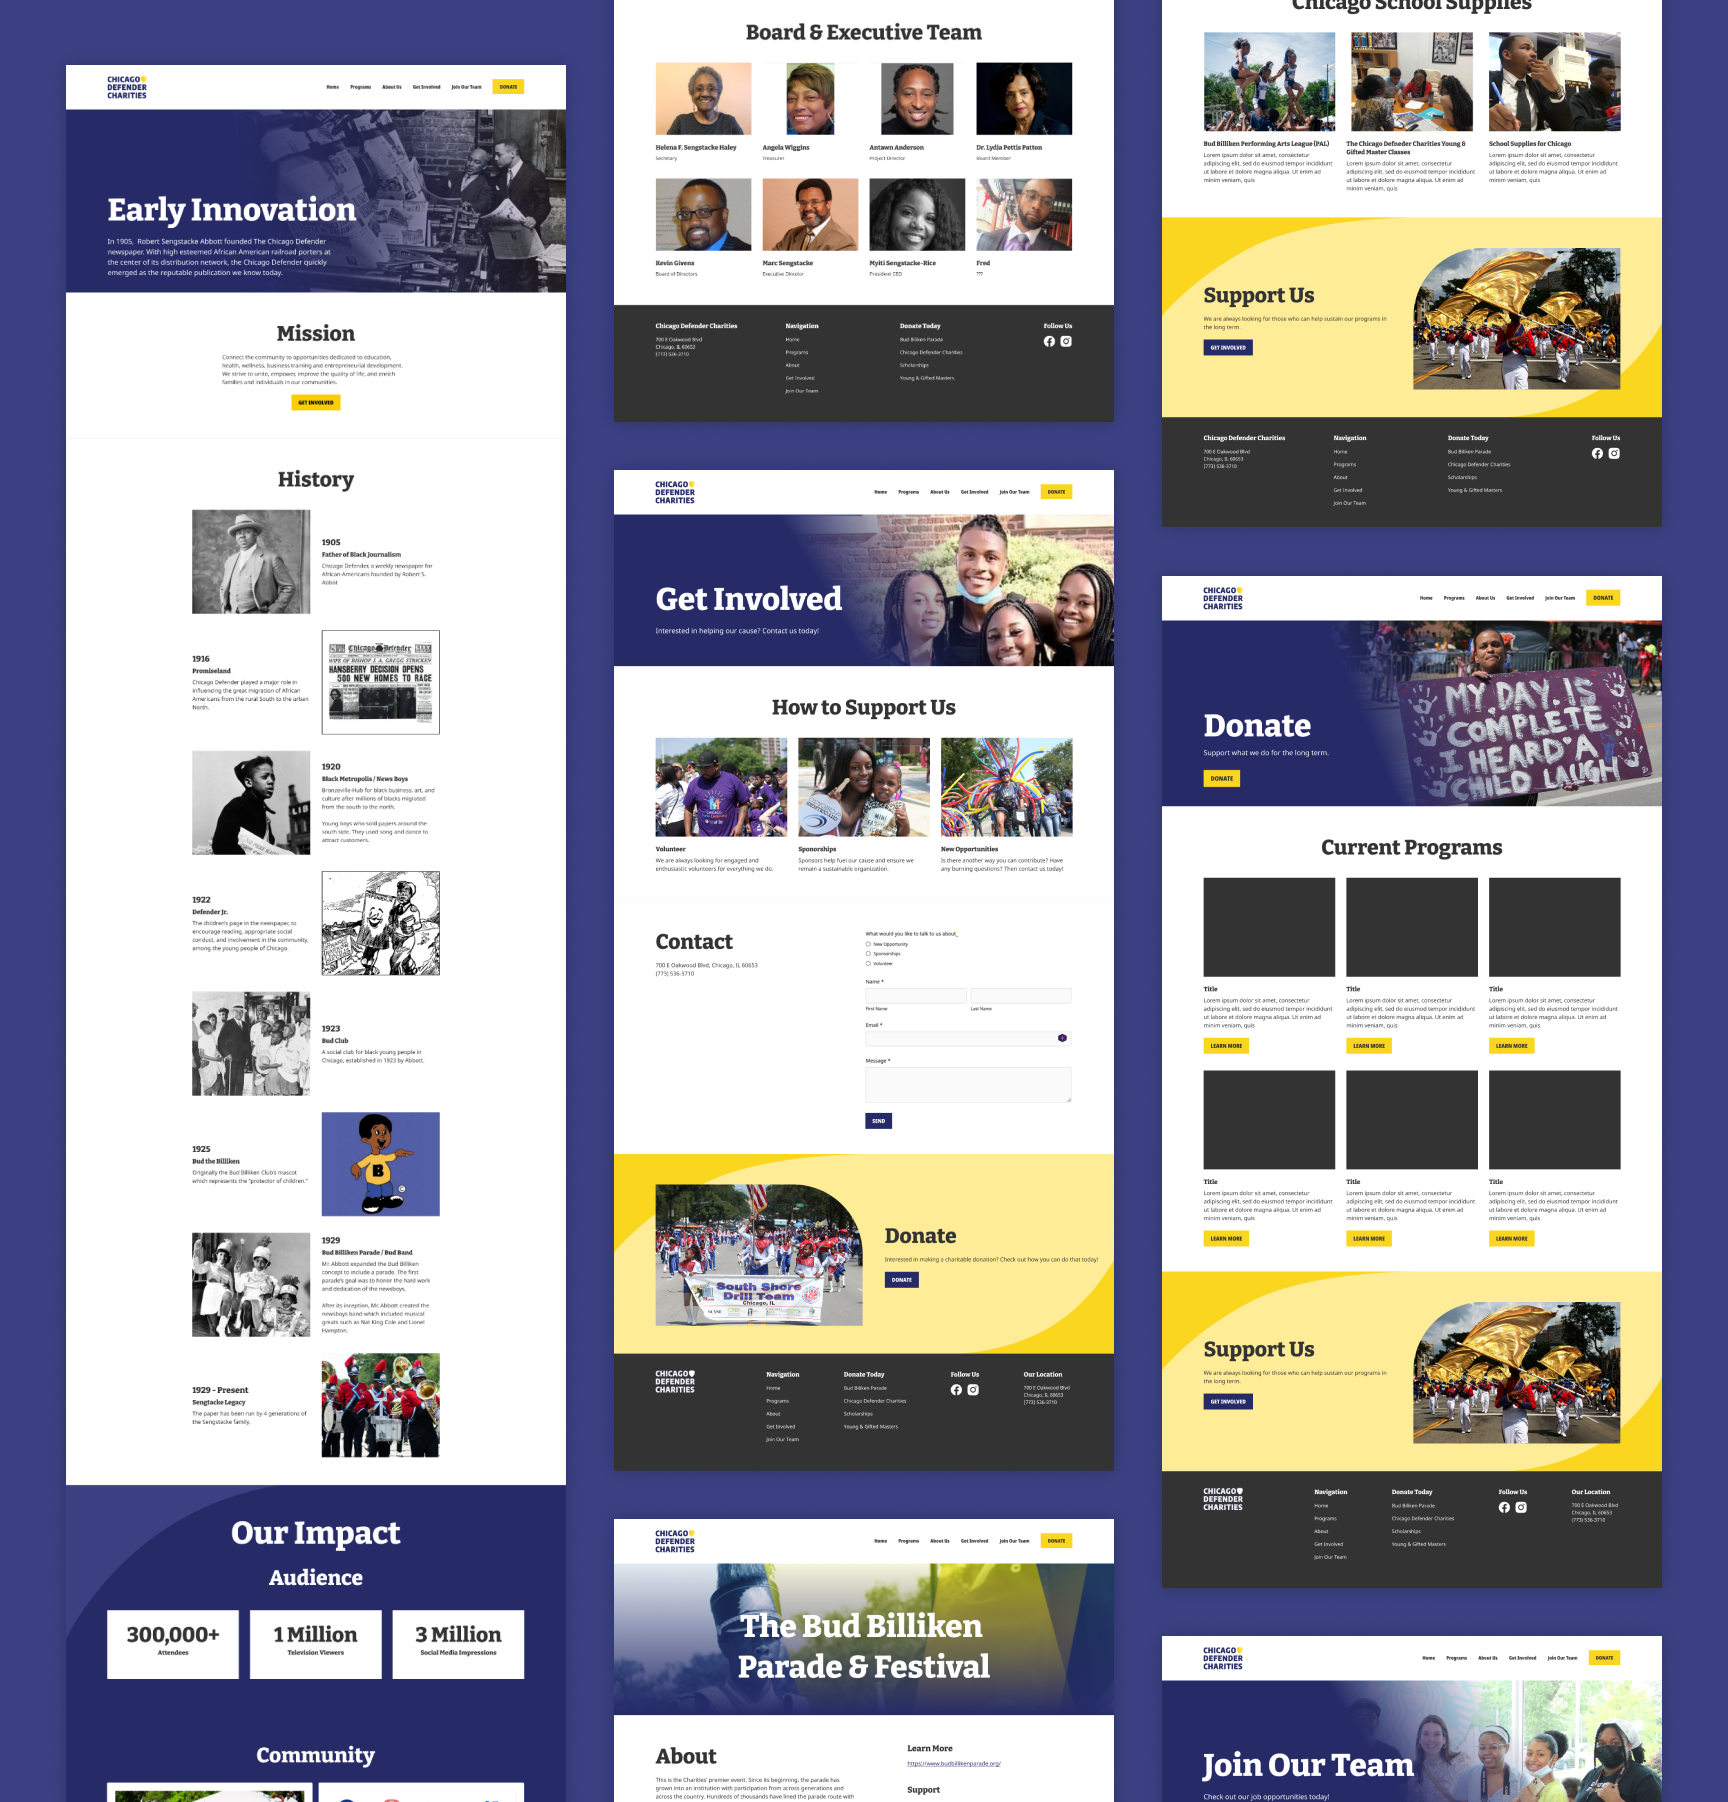 CHICAGO
DEFENDER
CHARITIES
Home Programs About Us Get Involved Join Our Team DONATE
Early Innovation
In 1905, Robert Sengstacke Abbott founded The Chicago Defender
newspaper. With high esteemed African American railroad porters at
the center of its distribution network, the Chicago Defender quickly
emerged as the reputable publication we know today.
Mission
Connect the community to opportunities dedicated to education,
health, wellness, business training and entrepreneurial development.
We strive to unite, empower, improve the quality of life, and enrich
families and individuals in our communities.
GET INVOLVED
History
1905
Father of Black Journalism
Chicago Defender, a weekly newspaper for
African-Americans founded by Robert S.
Abbot
1916
Promiseland
Chicago Defender played a major role in
influencing the great migration of African
Americans from the rural South to the urban
North.
Chicago Defender
WIFE OF BISHOP J. A. GREGG STRICKEN
HANSBERRY DECISION OPENS
500 NEW HOMES TO RACE
1920
Black Metropolis / News Boys
Bronzeville-Hub for black business, art, and
culture after millions of blacks migrated
from the south to the north.
Young boys who sold papers around the
south side. They used song and dance to
attract customers.
1922
Defender Jr.
The children's page in the newspaper, to
encourage reading, appropriate social
conduct, and involvement in the community,
among the young people of Chicago.
1923
Bud Club
A social club for black young people in
Chicago, established in 1923 by Abbott.
1925
Bud the Billiken
Originally the Bud Billiken Club's mascot
which represents the "protector of children."
B
©
1929
Bud Billiken Parade / Bud Band
Mr. Abbott expanded the Bud Billiken
concept to include a parade. The first
parade's goal was to honor the hard work
and dedication of the newsboys.
After its inception, Mr. Abbott created the
newsboys band which included musical
greats such as Nat King Cole and Lionel
Hampton.
1929 - Present
Sengtacke Legacy
The paper has been run by 4 generations of
the Sengstacke family.
Our Impact
Audience
300,000+
Attendees
1 Million
Television Viewers
3 Million
Social Media Impressions
Community
Board & Executive Team
Helena F. Sengstacke Haley
Secretary
Angela Wiggins
Treasurer
Antawn Anderson
Project Director
Dr. Lydia Pettis Patton
Board Member
Kevin Givens
Board of Directors
Marc Sengstacke
Executive Director
Myiti Sengstacke-Rice
President CEO
Fred
???
Chicago Defender Charities
700 E Oakwood Blvd
Chicago, IL 60653
(773) 536-3710
Navigation
Home
Programs
About
Get Involved
Join Our Team
Donate Today
Bud Biliken Parade
Chicago Defender Charities
Scholarships
Young & Gifted Masters
Follow Us
CHICAGO
DEFENDER
CHARITIES
Home Programs About Us Get Involved Join Our Team DONATE
Get Involved
Interested in helping our cause? Contact us today!
How to Support Us
Volunteer
We are always looking for engaged and
enthusiastic volunteers for everything we do.
Sponorships
Sponsors help fuel our cause and ensure we
remain a sustainable organization.
New Opportunities
Is there another way you can contribute? Have
any burning questions? Then contact us today!
Contact
700 E Oakwood Blvd, Chicago, IL 60653
(773) 536-3710
What would you like to talk to us about_
New Opportunity
Sponsorships
Volunteer
Name *
First Name Last Name
Email *
Message *
SEND
South Shore
Drill Team
Chicago, IL
Donate
Interested in making a charitable donation? Check out how you can do that today!
DONATE
CHICAGO
DEFENDER
CHARITIES
Navigation
Home
Programs
About
Get Involved
Join Our Team
Donate Today
Bud Biliken Parade
Chicago Defender Charities
Scholarships
Young & Gifted Masters
Follow Us
Our Location
700 E Oakwood Blvd
Chicago, IL 60653
(773) 536-3710
CHICAGO
DEFENDER
CHARITIES
Home Programs About Us Get Involved Join Our Team DONATE
The Bud Billiken
Parade & Festival
About
This is the Charities' premier event. Since its beginning, the parade has
grown into an institution with participation from across generations and
across the country. Hundreds of thousands have lined the parade route with
Learn More
https://www.budbillikenparade.org/
Support
Chicago School Supplies
Bud Biliken Performing Arts League (PAL)
Lorem ipsum dolor sit amet, consectetur
adipiscing elit, sed do eiusmod tempor incididunt
ut labore et dolore magna aliqua. Ut enim ad
minim veniam, quis
The Chicago Defneder Charities Young &
Gifted Master Classes
Lorem ipsum dolor sit amet, consectetur
adipiscing elit, sed do eiusmod tempor incididunt
ut labore et dolore magna aliqua. Ut enim ad
minim veniam, quis
School Supplies for Chicago
Lorem ipsum dolor sit amet, consectetur
adipiscing elit, sed do eiusmod tempor incididunt
ut labore et dolore magna aliqua. Ut enim ad
minim veniam, quis
Support Us
We are always looking for those who can help sustain our programs in
the long term.
GET INVOLVED
Chicago Defender Charities
700 E Oakwood Blvd
Chicago, IL 60653
(773) 536-3710
Navigation
Home
Programs
About
Get Involved
Join Our Team
Donate Today
Bud Biliken Parade
Chicago Defender Charities
Scholarships
Young & Gifted Masters
Follow Us
CHICAGO
DEFENDER
CHARITIES
Home Programs About Us Get Involved Join Our Team DONATE
Donate
Support what we do for the long term.
DONATE
MY DAY IS
COMPLETE
I HEARD A
CHILD LAUGH
Current Programs
Title
Lorem ipsum dolor sit amet, consectetur
adipiscing elit, sed do eiusmod tempor incididunt
ut labore et dolore magna aliqua. Ut enim ad
minim veniam, quis
LEARN MORE
Title
Lorem ipsum dolor sit amet, consectetur
adipiscing elit, sed do eiusmod tempor incididunt
ut labore et dolore magna aliqua. Ut enim ad
minim veniam, quis
LEARN MORE
Title
Lorem ipsum dolor sit amet, consectetur
adipiscing elit, sed do eiusmod tempor incididunt
ut labore et dolore magna aliqua. Ut enim ad
minim veniam, quis
LEARN MORE
Title
Lorem ipsum dolor sit amet, consectetur
adipiscing elit, sed do eiusmod tempor incididunt
ut labore et dolore magna aliqua. Ut enim ad
minim veniam, quis
LEARN MORE
Title
Lorem ipsum dolor sit amet, consectetur
adipiscing elit, sed do eiusmod tempor incididunt
ut labore et dolore magna aliqua. Ut enim ad
minim veniam, quis
LEARN MORE
Title
Lorem ipsum dolor sit amet, consectetur
adipiscing elit, sed do eiusmod tempor incididunt
ut labore et dolore magna aliqua. Ut enim ad
minim veniam, quis
LEARN MORE
Support Us
We are always looking for those who can help sustain our programs in
the long term.
GET INVOLVED
CHICAGO
DEFENDER
CHARITIES
Navigation
Home
Programs
About
Get Involved
Join Our Team
Donate Today
Bud Biliken Parade
Chicago Defender Charities
Scholarships
Young & Gifted Masters
Follow Us
Our Location
700 E Oakwood Blvd
Chicago, IL 60653
(773) 536-3710
CHICAGO
DEFENDER
CHARITIES
Home Programs About Us Get Involved Join Our Team DONATE
Join Our Team
Check out our job opportunities today!